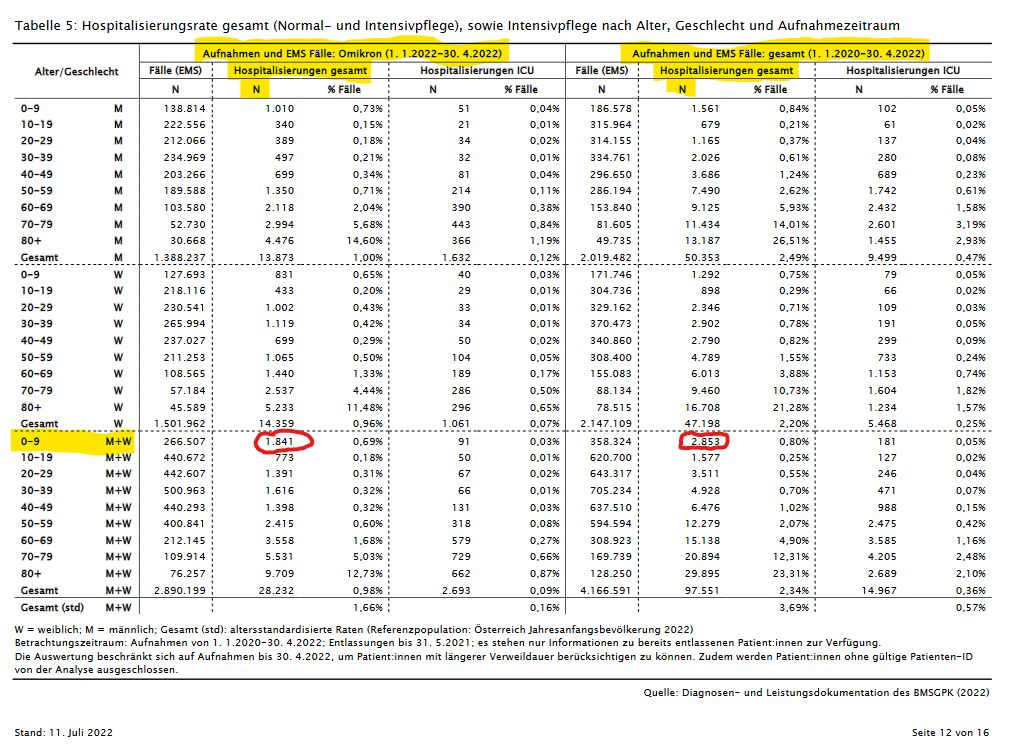 Tabelle 5: Hospitalisierungsrate gesamt (Normal- und Intensivpflege), sowie Intensivpflege nach Alter, Geschlecht und Aufnahmezeitraum
Aufnahmen und EMS Fälle: Omikron (1. 1.2022-30. 4.2022) Aufnahmen und EMS Fälle: gesamt (1. 1.2020-30. 4.2022)
Alter/Geschlecht Fälle (EMS) Hospitalisierungen gesamt Hospitalisierungen ICU Fälle (EMS) Hospitalisierungen gesamt Hospitalisierungen ICU
N N % Fälle N % Fälle N N % Fälle N % Fälle
0-9 M 138.814 1.010 0,73% 51 0,04% 186.578 1.561 0,84% 102 0,05%
10-19 M 222.556 340 0,15% 21 0,01% 315.964 679 0,21% 61 0,02%
20-29 M 212.066 389 0,18% 34 0,02% 314.155 1.165 0,37% 137 0,04%
30-39 M 234.969 497 0,21% 32 0,01% 334.761 2.026 0,61% 280 0,08%
40-49 M 203.266 699 0,34% 81 0,04% 296.650 3.686 1,24% 689 0,23%
50-59 M 189.588 1.350 0,71% 214 0,11% 286.194 7.490 2,62% 1.742 0,61%
60-69 M 103.580 2.118 2,04% 390 0,38% 153.840 9.125 5,93% 2.432 1,58%
70-79 M 52.730 2.994 5,68% 443 0,84% 81.605 11.434 14,01% 2.601 3,19%
80+ M 30.668 4.476 14,60% 366 1,19% 49.735 13.187 26,51% 1.455 2,93%
Gesamt M 1.388.237 13.873 1,00% 1.632 0,12% 2.019.482 50.353 2,49% 9.499 0,47%
0-9 W 127.693 831 0,65% 40 0,03% 171.746 1.292 0,75% 79 0,05%
10-19 W 218.116 433 0,20% 29 0,01% 304.736 898 0,29% 66 0,02%
20-29 W 230.541 1.002 0,43% 33 0,01% 329.162 2.346 0,71% 109 0,03%
30-39 W 265.994 1.119 0,42% 34 0,01% 370.473 2.902 0,78% 191 0,05%
40-49 W 237.027 699 0,29% 50 0,02% 340.860 2.790 0,82% 299 0,09%
50-59 W 211.253 1.065 0,50% 104 0,05% 308.400 4.789 1,55% 733 0,24%
60-69 W 108.565 1.440 1,33% 189 0,17% 155.083 6.013 3,88% 1.153 0,74%
70-79 W 57.184 2.537 4,44% 286 0,50% 88.134 9.460 10,73% 1.604 1,82%
80+ W 45.589 5.233 11,48% 296 0,65% 78.515 16.708 21,28% 1.234 1,57%
Gesamt W 1.501.962 14.359 0,96% 1.061 0,07% 2.147.109 47.198 2,20% 5.468 0,25%
0-9 M+W 266.507 1.841 0,69% 91 0,03% 358.324 2.853 0,80% 181 0,05%
10-19 M+W 440.672 773 0,18% 50 0,01% 620.700 1.577 0,25% 127 0,02%
20-29 M+W 442.607 1.391 0,31% 67 0,02% 643.317 3.511 0,55% 246 0,04%
30-39 M+W 500.963 1.616 0,32% 66 0,01% 705.234 4.928 0,70% 471 0,07%
40-49 M+W 440.293 1.398 0,32% 131 0,03% 637.510 6.476 1,02% 988 0,15%
50-59 M+W 400.841 2.415 0,60% 318 0,08% 594.594 12.279 2,07% 2.475 0,42%
60-69 M+W 212.145 3.558 1,68% 579 0,27% 308.923 15.138 4,90% 3.585 1,16%
70-79 M+W 109.914 5.531 5,03% 729 0,66% 169.739 20.894 12,31% 4.205 2,48%
80+ M+W 76.257 9.709 12,73% 662 0,87% 128.250 29.895 23,31% 2.689 2,10%
Gesamt M+W 2.890.199 28.232 0,98% 2.693 0,09% 4.166.591 97.551 2,34% 14.967 0,36%
Gesamt (std) M+W 1,66% 0,16% 3,69% 0,57%
W = weiblich; M = männlich; Gesamt (std): altersstandardisierte Raten (Referenzpopulation: Österreich Jahresanfangsbevölkerung 2022)
Betrachtungszeitraum: Aufnahmen von 1. 1.2020-30. 4.2022; Entlassungen bis 31. 5.2021; es stehen nur Informationen zu bereits entlassenen Patient:innen zur Verfügung.
Die Auswertung beschränkt sich auf Aufnahmen bis 30. 4.2022, um Patient:innen mit längerer Verweildauer berücksichtigen zu können. Zudem werden Patient:innen ohne gültige Patienten-ID
von der Analyse ausgeschlossen.
Quelle: Diagnosen- und Leistungsdokumentation des BMSGPK (2022)
Stand: 11. Juli 2022 Seite 12 von 16